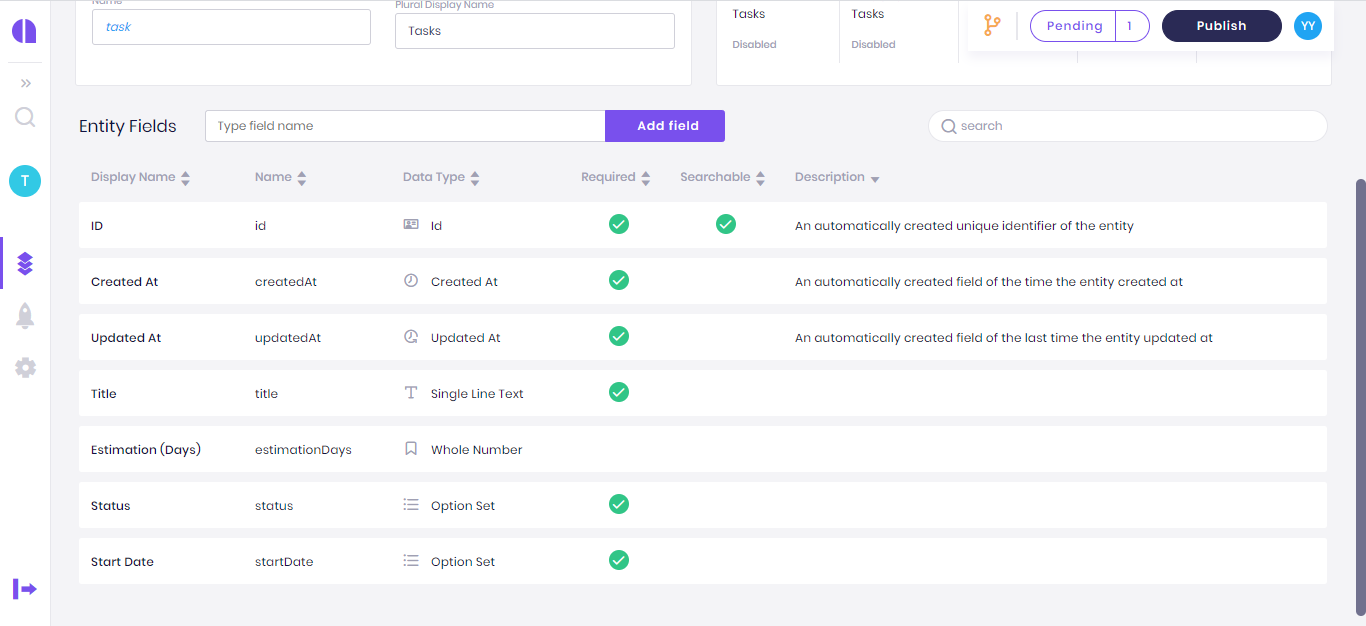 Name
Plural Display Name
task
Tasks
Tasks
Tasks
Disabled
Disabled
Pending
1
Publish
YY
Entity Fields
Type field name
Add field
search
T
Display Name
Name
Data Type
Required
Searchable
Description
ID
id
Id
An automatically created unique identifier of the entity
Created At
createdAt
Created At
An automatically created field of the time the entity created at
Updated At
updatedAt
Updated At
An automatically created field of the last time the entity updated at
Title
title
Single Line Text
Estimation (Days)
estimationDays
Whole Number
Status
status
Option Set
Start Date
startDate
Option Set